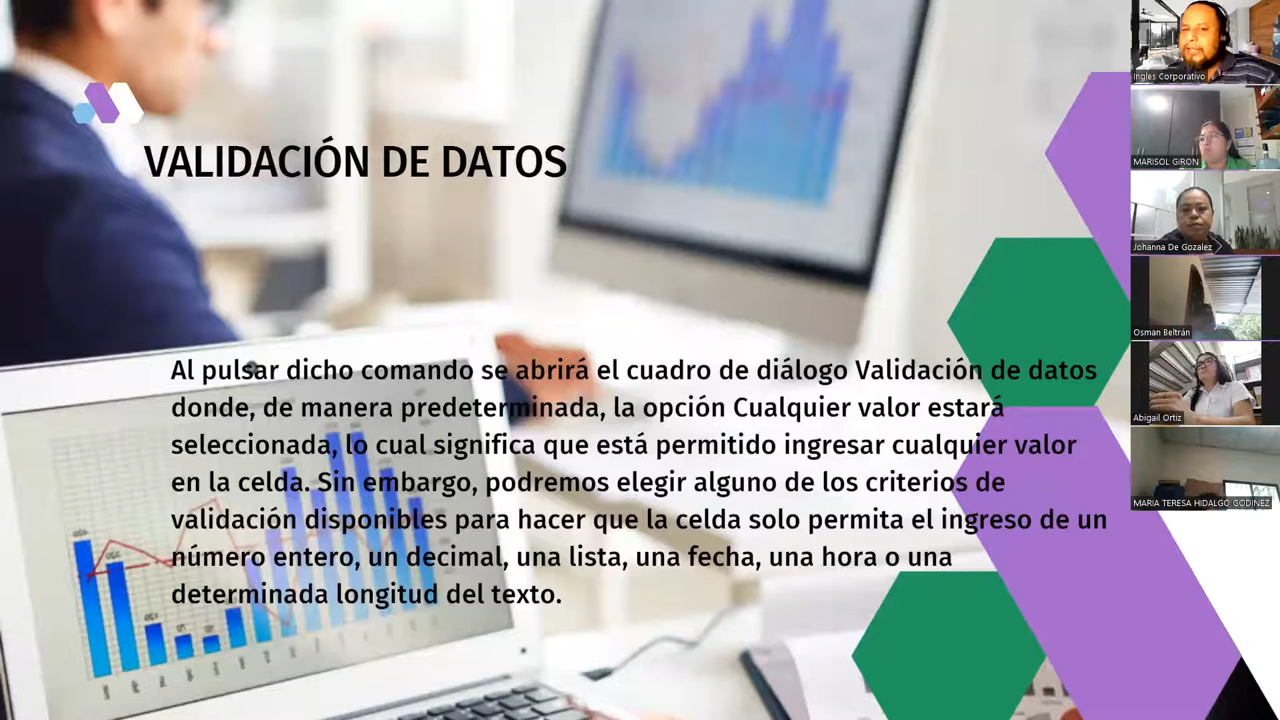 VALIDACIÓN DE DATOS
Al pulsar dicho comando se abrirá el cuadro de diálogo Validación de datos
donde, de manera predeterminada, la opción Cualquier valor estará
seleccionada, lo cual significa que está permitido ingresar cualquier valor
en la celda. Sin embargo, podremos elegir alguno de los criterios de
validación disponibles para hacer que la celda solo permita el ingreso de un
número entero, un decimal, una lista, una fecha, una hora o una
determinada longitud del texto.
Ingles Corporativo
MARISOL GIRON
Johanna De Gozalez
Osman Beltrán
Abigail Ortiz
MARIA TERESA HIDALGO GODINEZ